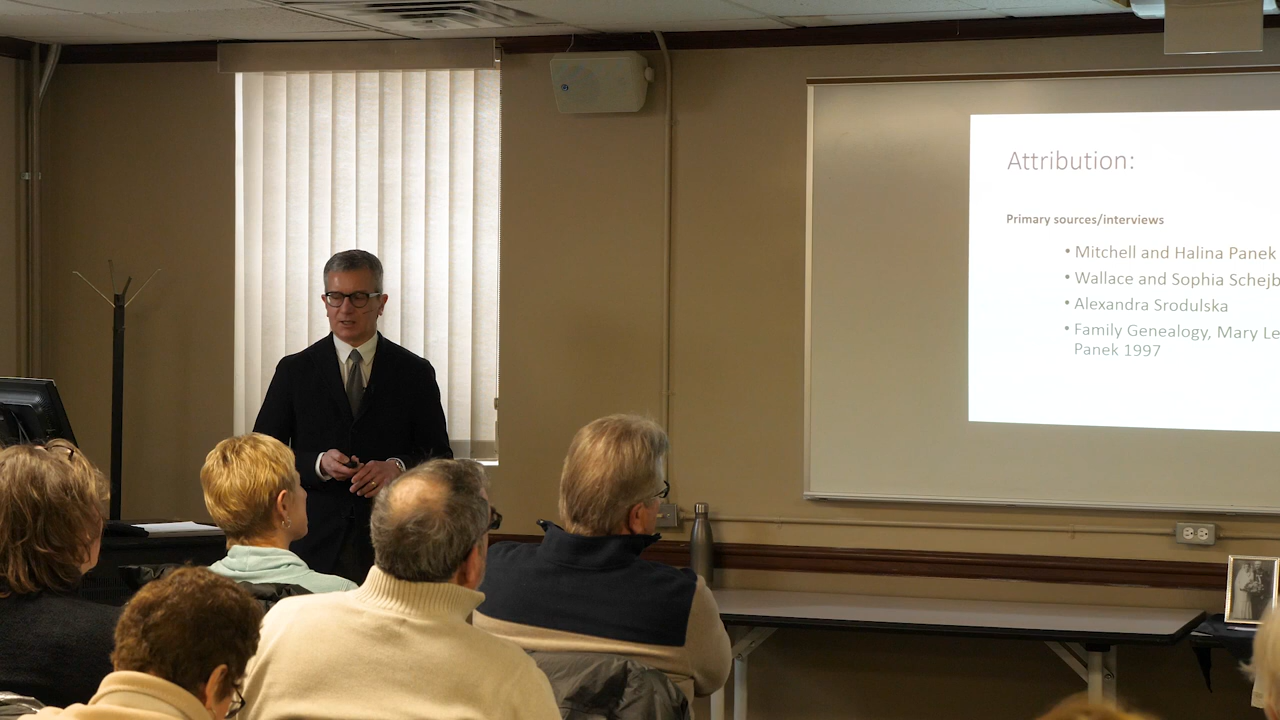 Attribution:
Primary sources/interviews
• Mitchell and Halina Panek
• Wallace and Sophia Schejb
• Alexandra Srodulska
• Family Genealogy, Mary Le
Panek 1997